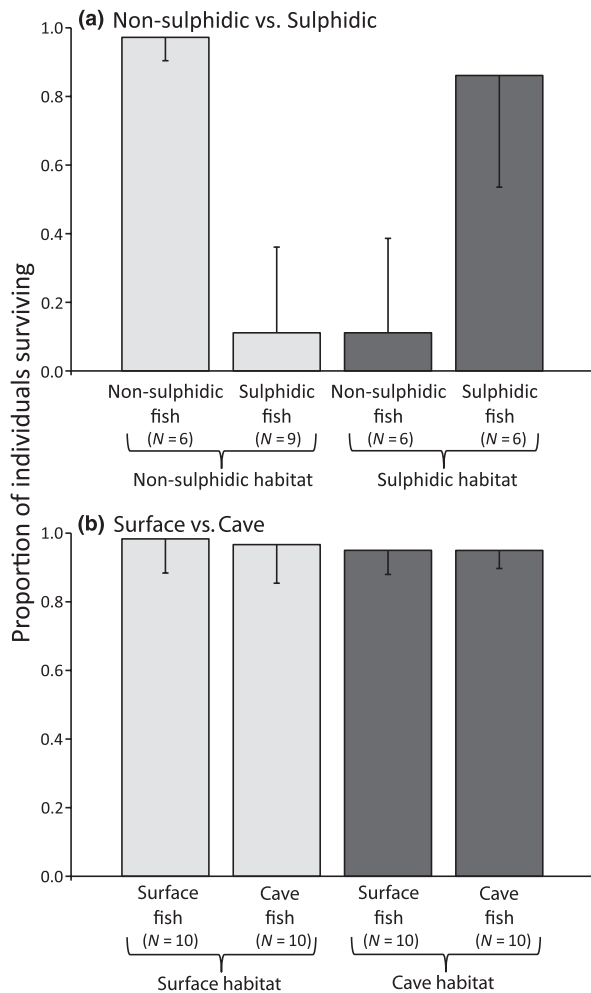 (a) Non-sulphidic vs. Sulphidic
1.0
0.8
0.6
0.4
0.2
0.0
Proportion of individuals surviving
Non-sulphidic fish (N = 6)
Sulphidic fish (N = 9)
Non-sulphidic fish (N = 6)
Sulphidic fish (N = 6)
Non-sulphidic habitat
Sulphidic habitat
(b) Surface vs. Cave
1.0
0.8
0.6
0.4
0.2
0.0
Surface fish (N = 10)
Cave fish (N = 10)
Surface fish (N = 10)
Cave fish (N = 10)
Surface habitat
Cave habitat